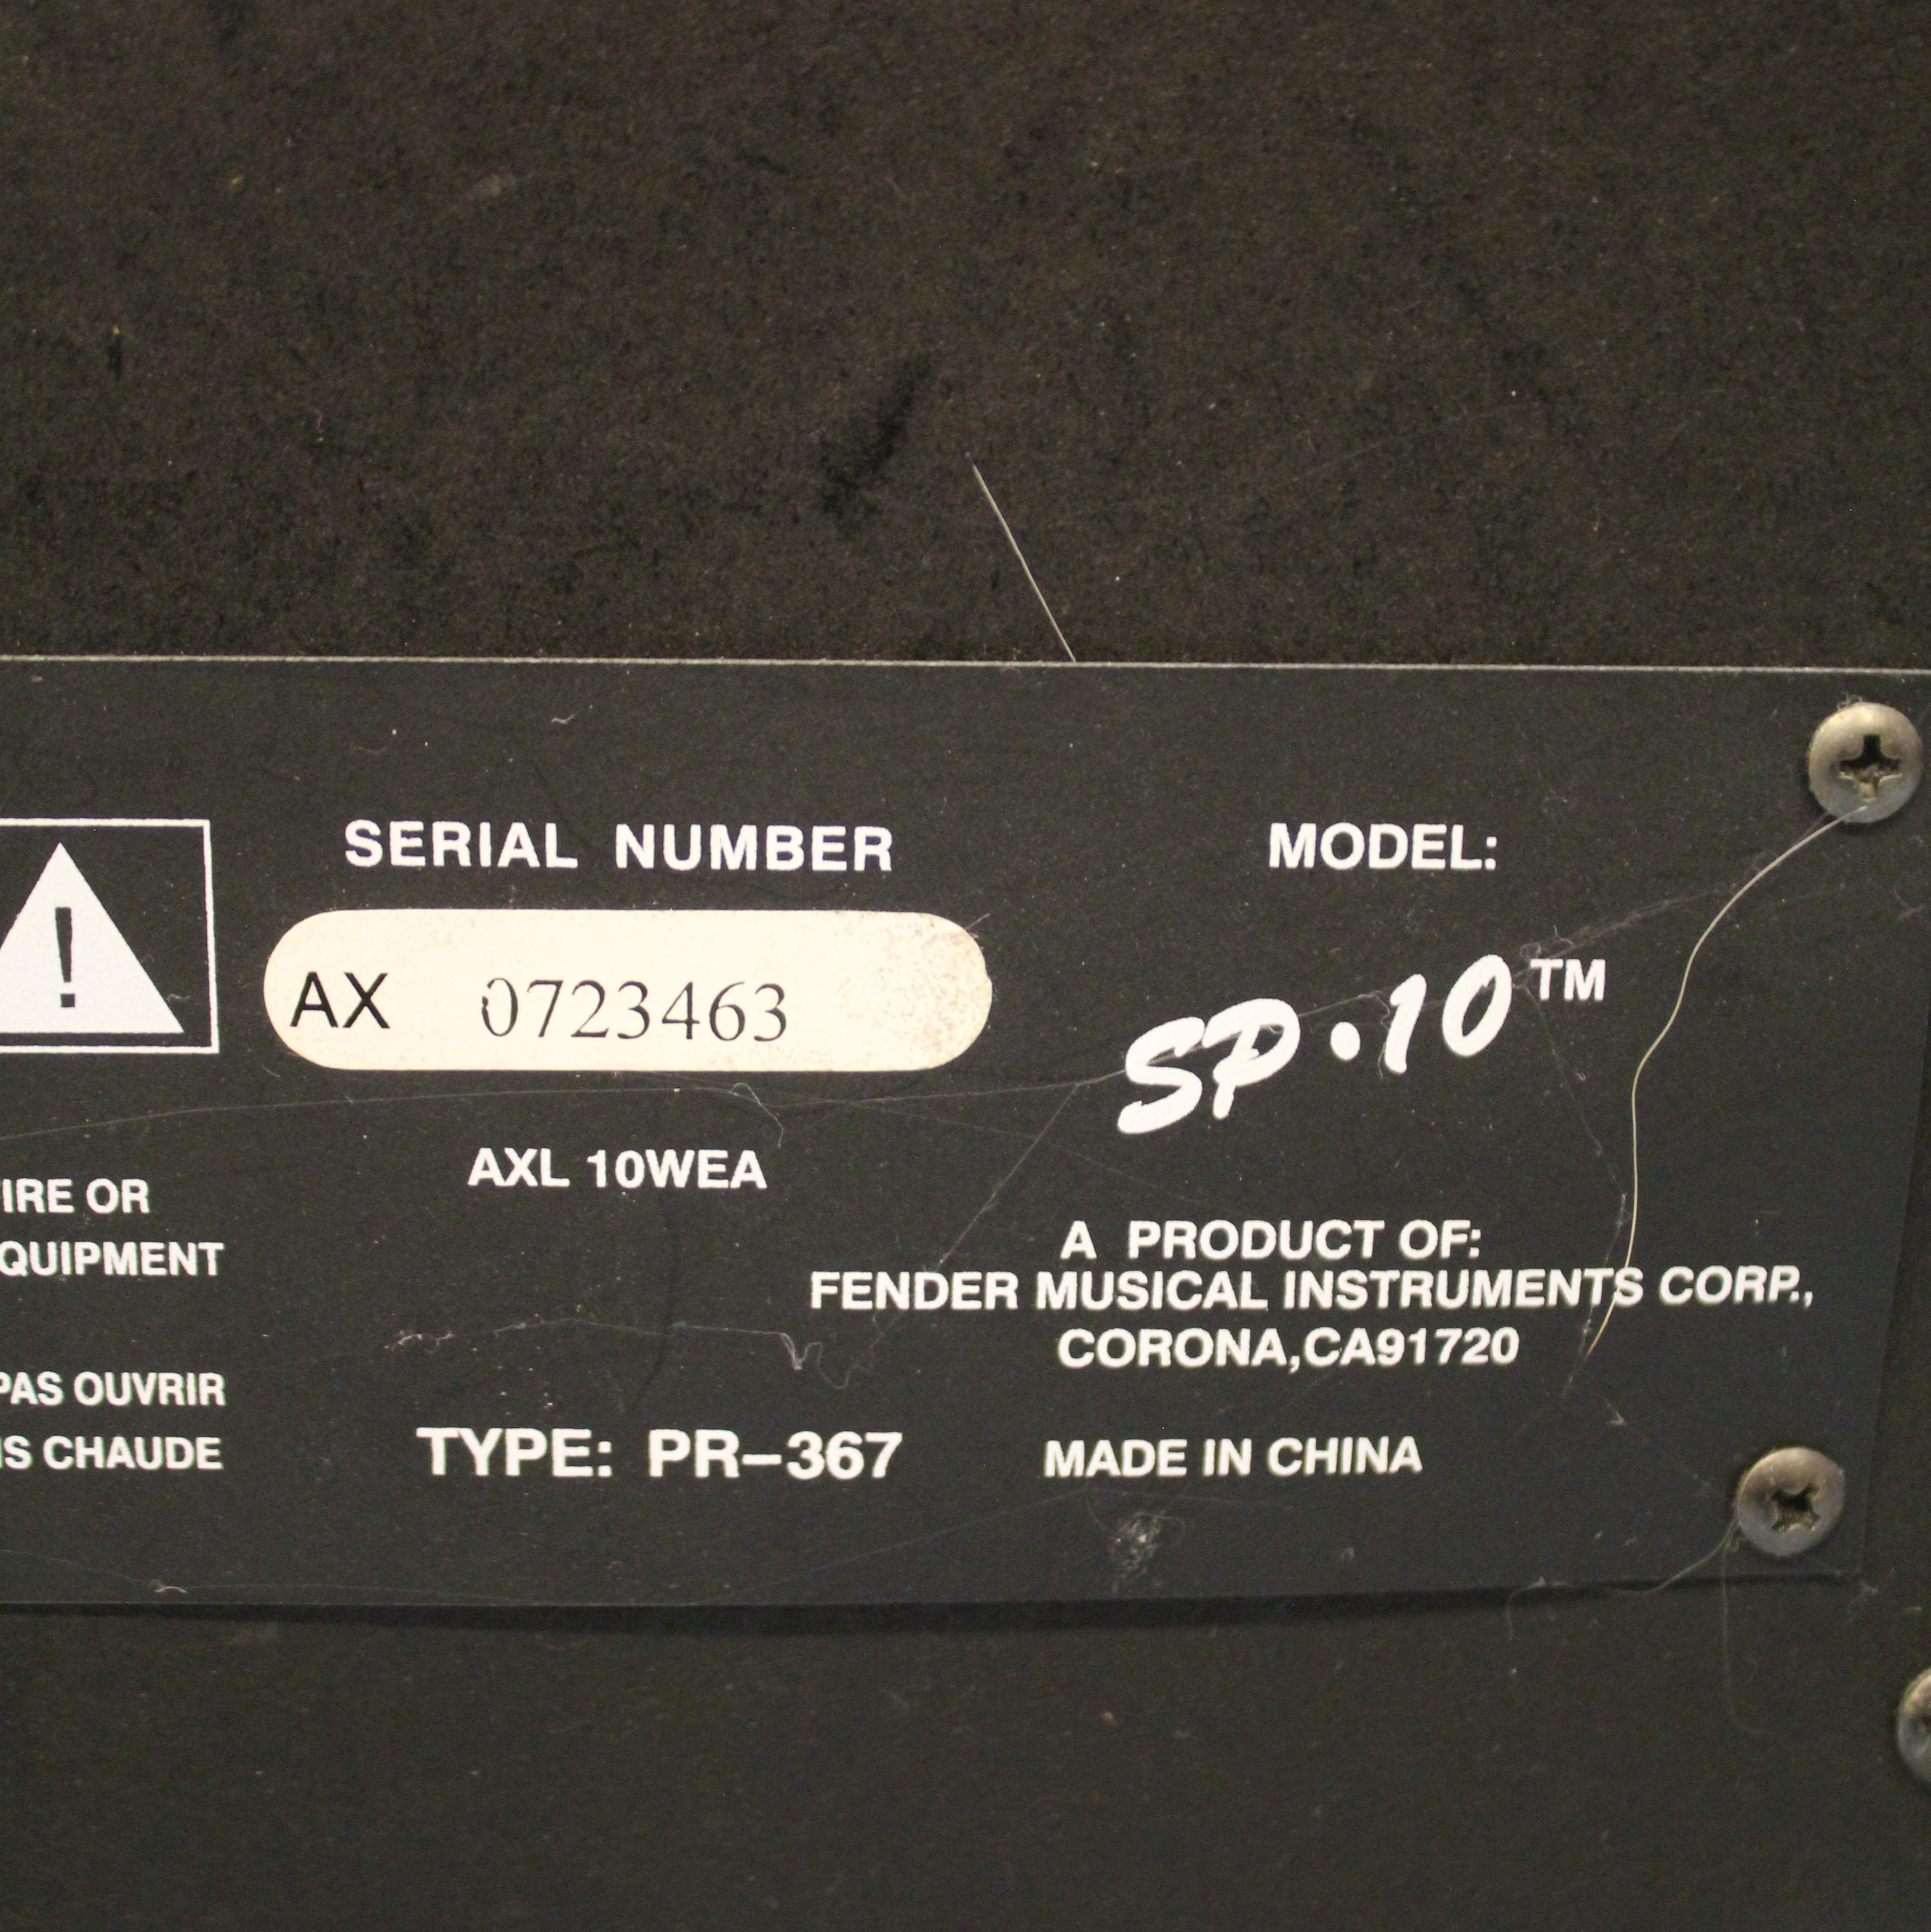 SERIAL NUMBER
MODEL:
!
AX 0723463
SP•10™
AXL 10WEA
IRE OR
QUIPMENT
A PRODUCT OF:
FENDER MUSICAL INSTRUMENTS CORP.,
CORONA,CA91720
PAS OUVRIR
IS CHAUDE
TYPE: PR–367
MADE IN CHINA